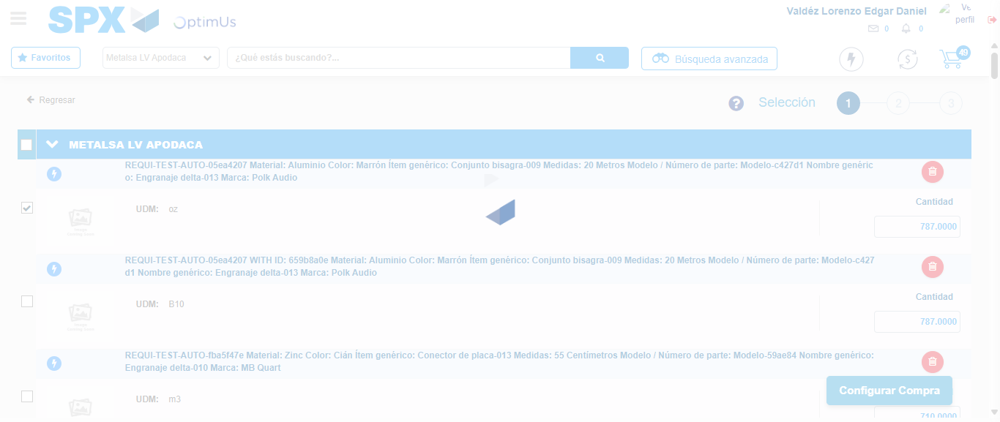 SPX OptimUs
Valdéz Lorenzo Edgar Daniel
Ve
perfil
0 0
Favoritos
Metalsa LV Apodaca
¿Qué estás buscando?...
Búsqueda avanzada
$
49
Regresar
? Selección 1 2 3
METALSA LV APODACA
REQUI-TEST-AUTO-05ea4207 Material: Aluminio Color: Marrón Ítem genérico: Conjunto bisagra-009 Medidas: 20 Metros Modelo / Número de parte: Modelo-c427d1 Nombre genéric
o: Engranaje delta-013 Marca: Polk Audio
UDM: oz
Cantidad
787.0000
REQUI-TEST-AUTO-05ea4207 WITH ID: 659b8a0e Material: Aluminio Color: Marrón Ítem genérico: Conjunto bisagra-009 Medidas: 20 Metros Modelo / Número de parte: Modelo-c427
d1 Nombre genérico: Engranaje delta-013 Marca: Polk Audio
UDM: B10
Cantidad
787.0000
REQUI-TEST-AUTO-fba5f47e Material: Zinc Color: Cián Ítem genérico: Conector de placa-013 Medidas: 55 Centímetros Modelo / Número de parte: Modelo-59ae84 Nombre genérico:
Engranaje delta-010 Marca: MB Quart
UDM: m3
Configurar Compra
710.0000